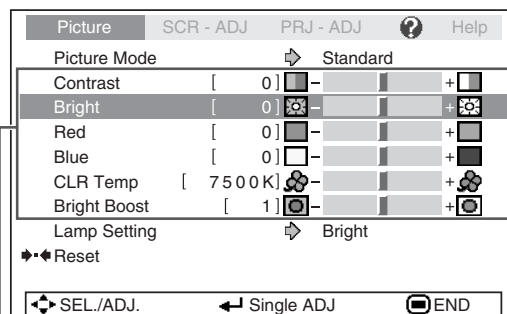 Picture SCR - ADJ PRJ - ADJ ? Help
Picture Mode Standard
Contrast [ 0] - +
Bright [ 0] - +
Red [ 0] - +
Blue [ 0] - +
CLR Temp [ 7500K] - +
Bright Boost [ 1] - +
Lamp Setting Bright
Reset
SEL./ADJ. Single ADJ END